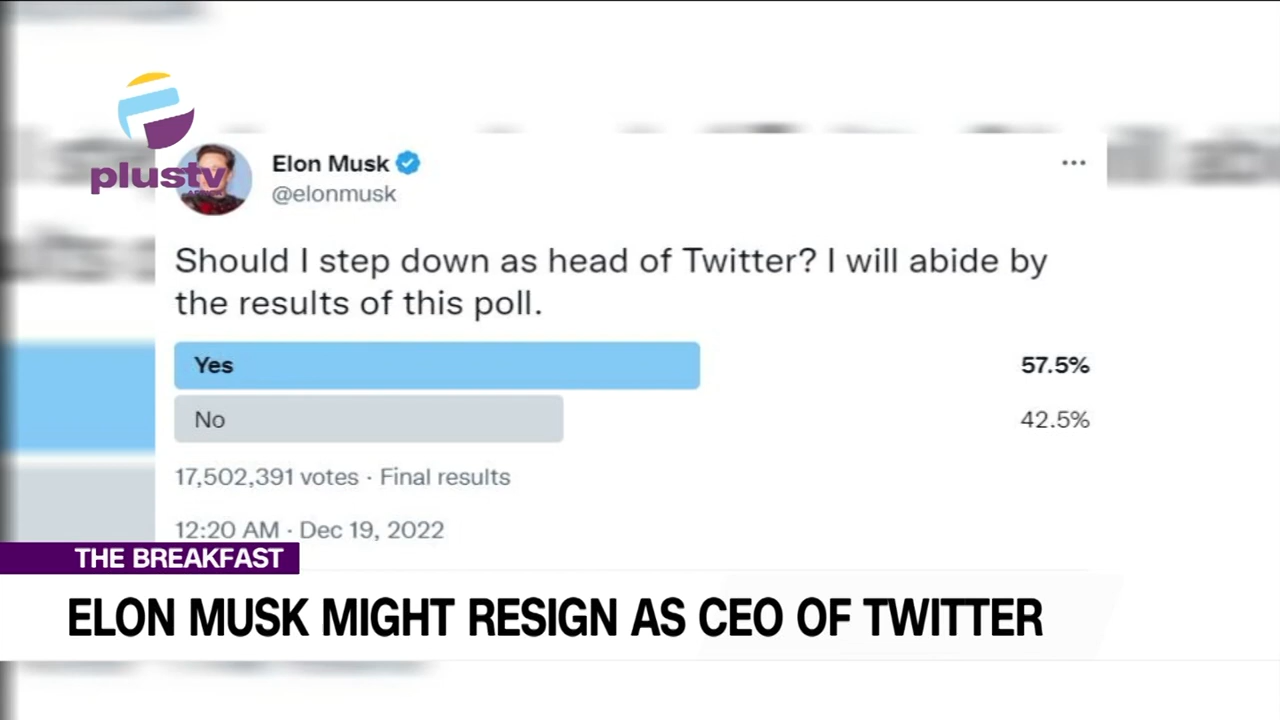 plustv
Elon Musk
@elonmusk
Should I step down as head of Twitter? I will abide by
the results of this poll.
Yes 57.5%
No 42.5%
17,502,391 votes · Final results
12:20 AM · Dec 19, 2022
THE BREAKFAST
ELON MUSK MIGHT RESIGN AS CEO OF TWITTER